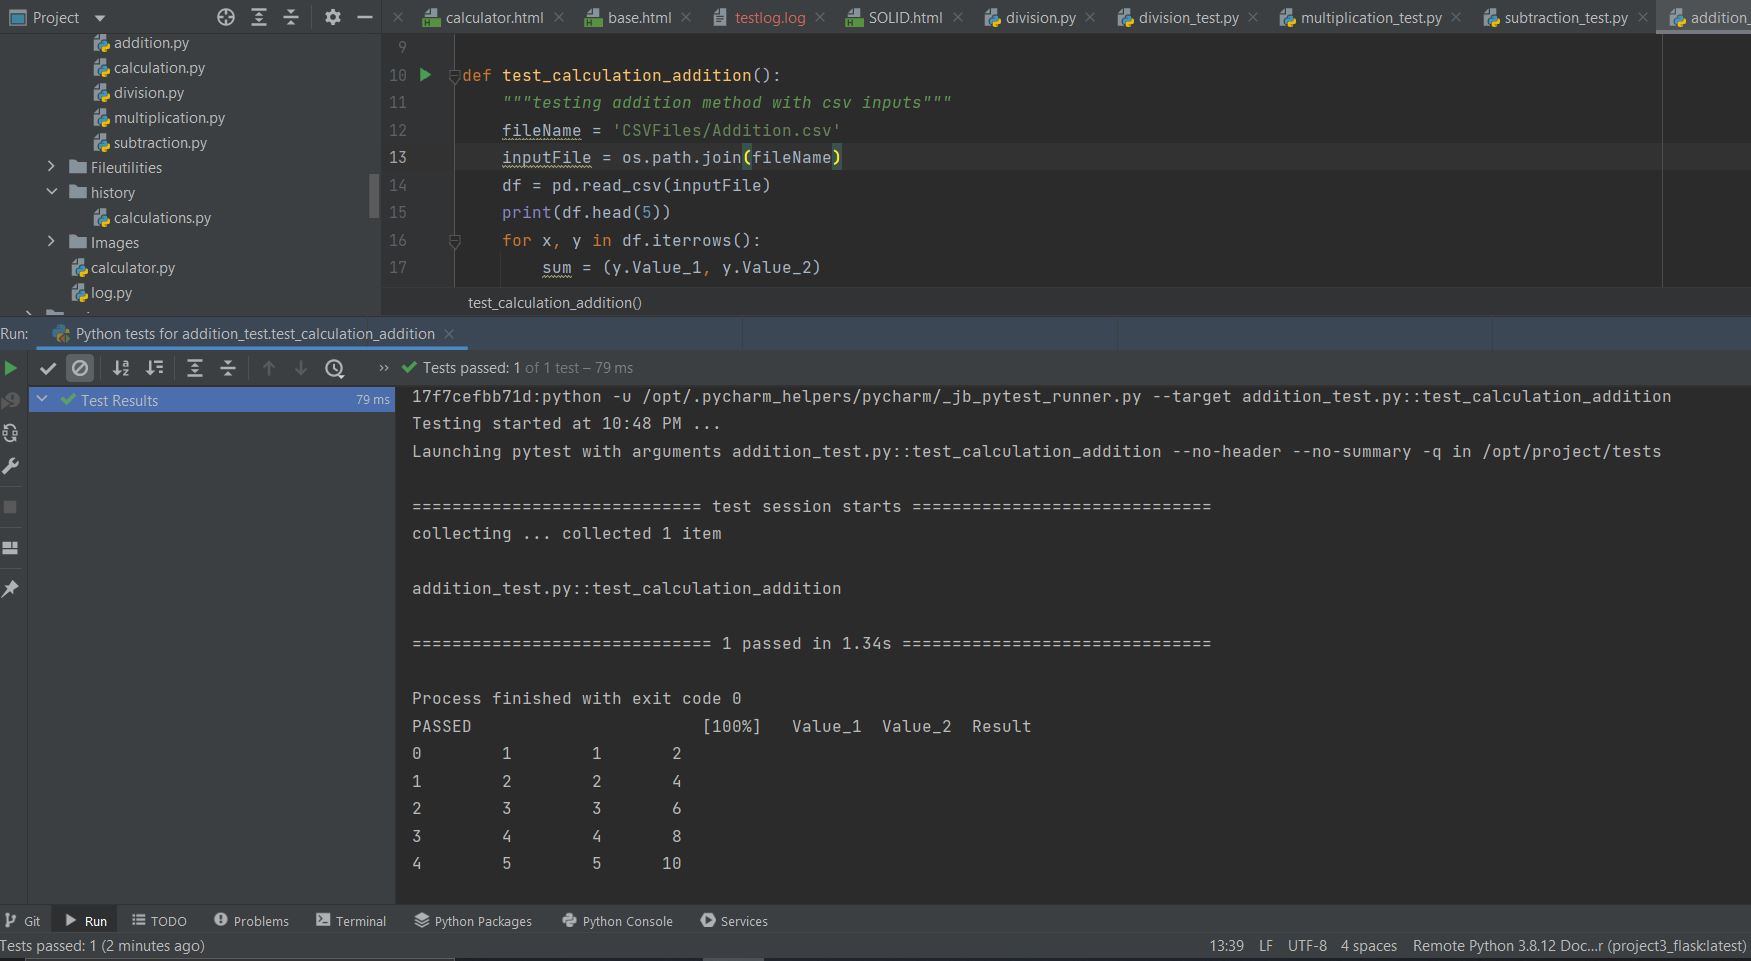 Project
calculator.html
base.html
testlog.log
SOLID.html
division.py
division_test.py
multiplication_test.py
subtraction_test.py
addition_
addition.py
calculation.py
division.py
multiplication.py
subtraction.py
Fileutilities
history
calculations.py
Images
calculator.py
log.py
9
10 def test_calculation_addition():
11 """testing addition method with csv inputs"""
12 fileName = 'CSVFiles/Addition.csv'
13 inputFile = os.path.join(fileName)
14 df = pd.read_csv(inputFile)
15 print(df.head(5))
16 for x, y in df.iterrows():
17 sum = (y.Value_1, y.Value_2)
test_calculation_addition()
Run: Python tests for addition_test.test_calculation_addition
» Tests passed: 1 of 1 test – 79 ms
Test Results 79 ms
17f7cefbb71d:python -u /opt/.pycharm_helpers/pycharm/_jb_pytest_runner.py --target addition_test.py::test_calculation_addition
Testing started at 10:48 PM ...
Launching pytest with arguments addition_test.py::test_calculation_addition --no-header --no-summary -q in /opt/project/tests
============================= test session starts ==============================
collecting ... collected 1 item
addition_test.py::test_calculation_addition
============================== 1 passed in 1.34s ===============================
Process finished with exit code 0
PASSED [100%] Value_1 Value_2 Result
0 1 1 2
1 2 2 4
2 3 3 6
3 4 4 8
4 5 5 10
Git Run TODO Problems Terminal Python Packages Python Console Services
Tests passed: 1 (2 minutes ago) 13:39 LF UTF-8 4 spaces Remote Python 3.8.12 Doc...r (project3_flask:latest)